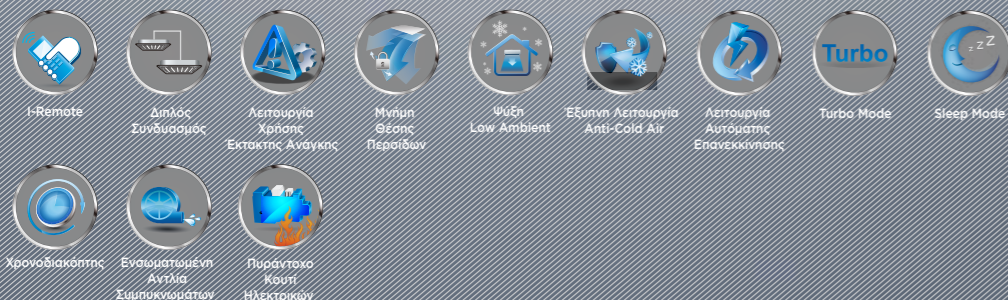 Turbo
z z Z
i-Remote
Διπλός
Συνδυασμός
Λειτουργία
Χρήσης
Έκτακτης Ανάγκης
Μνήμη
Θέσης
Περσίδων
Ψύξη
Low Ambient
Έξυπνη Λειτουργία
Anti-Cold Air
Λειτουργία
Αυτόματης
Επανεκκίνησης
Turbo Mode
Sleep Mode
Χρονοδιακόπτης
Ενσωματωμένη
Αντλία
Συμπυκνωμάτων
Πυράντοχο
Κουτί
Ηλεκτρικών